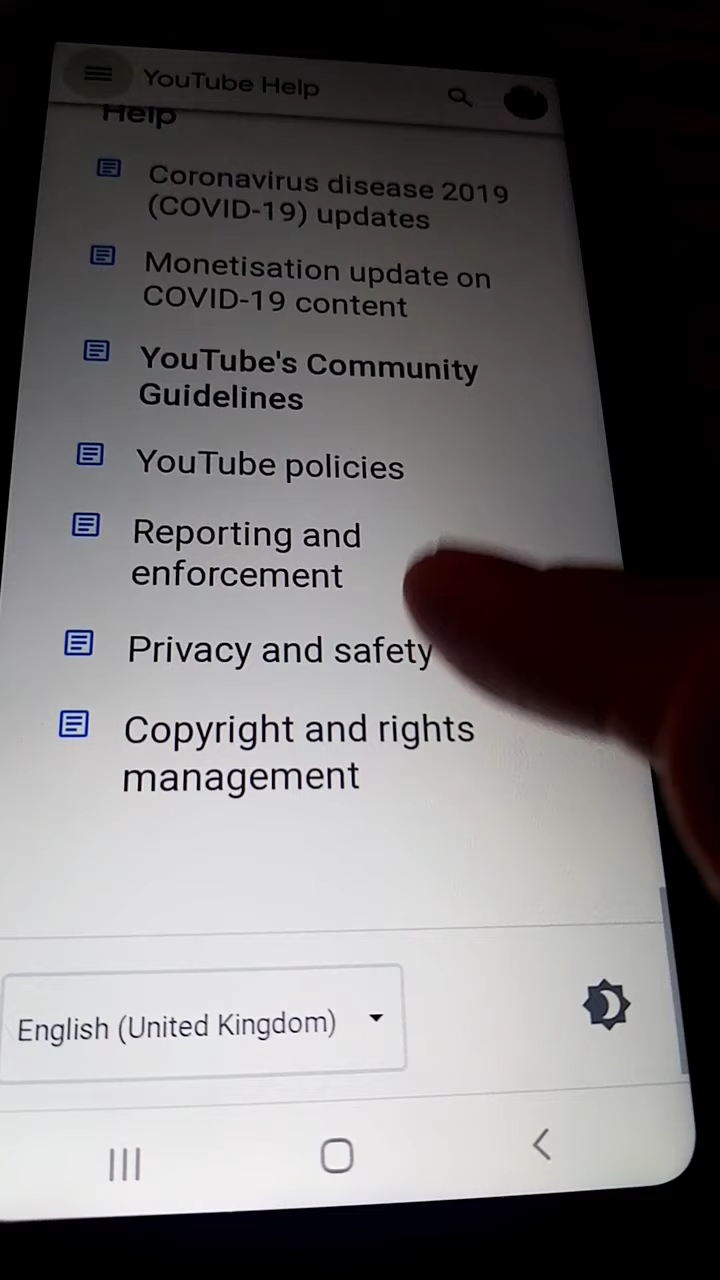 YouTube Help
Help
Coronavirus disease 2019
(COVID-19) updates
Monetisation update on
COVID-19 content
YouTube's Community
Guidelines
YouTube policies
Reporting and
enforcement
Privacy and safety
Copyright and rights
management
English (United Kingdom)